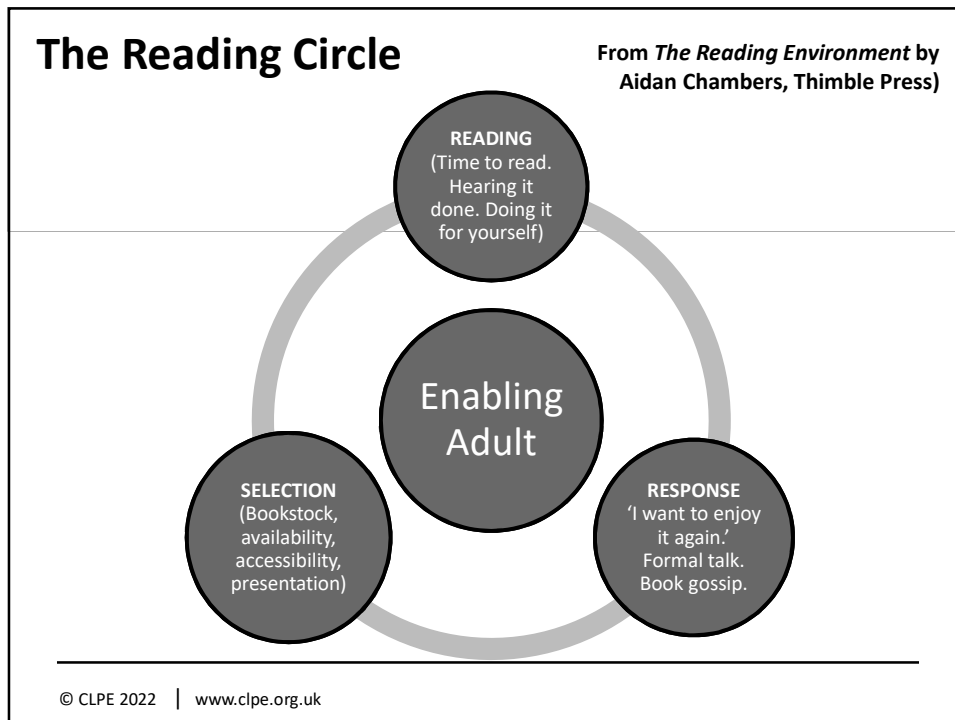 The Reading Circle
From The Reading Environment by
Aidan Chambers, Thimble Press)
READING
(Time to read.
Hearing it
done. Doing it
for yourself)
Enabling
Adult
SELECTION
(Bookstock,
availability,
accessibility,
presentation)
RESPONSE
‘I want to enjoy
it again.’
Formal talk.
Book gossip.
© CLPE 2022 | www.clpe.org.uk